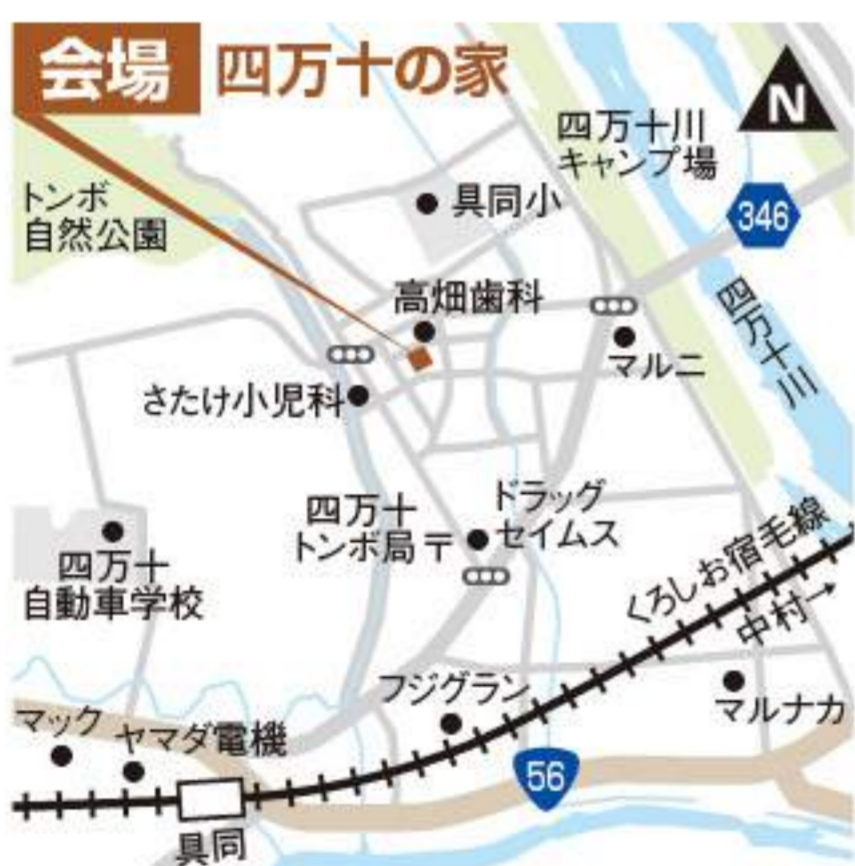 会場 四万十の家
N
四万十川
キャンプ場
トンボ
自然公園
具同小
346
高畑歯科
四万十川
マルニ
さたけ小児科
四万十
トンボ局〒
ドラッグ
セイムス
四万十
自動車学校
くろしお宿毛線
中村→
フジグラン
マルナカ
マック
ヤマダ電機
56
具同